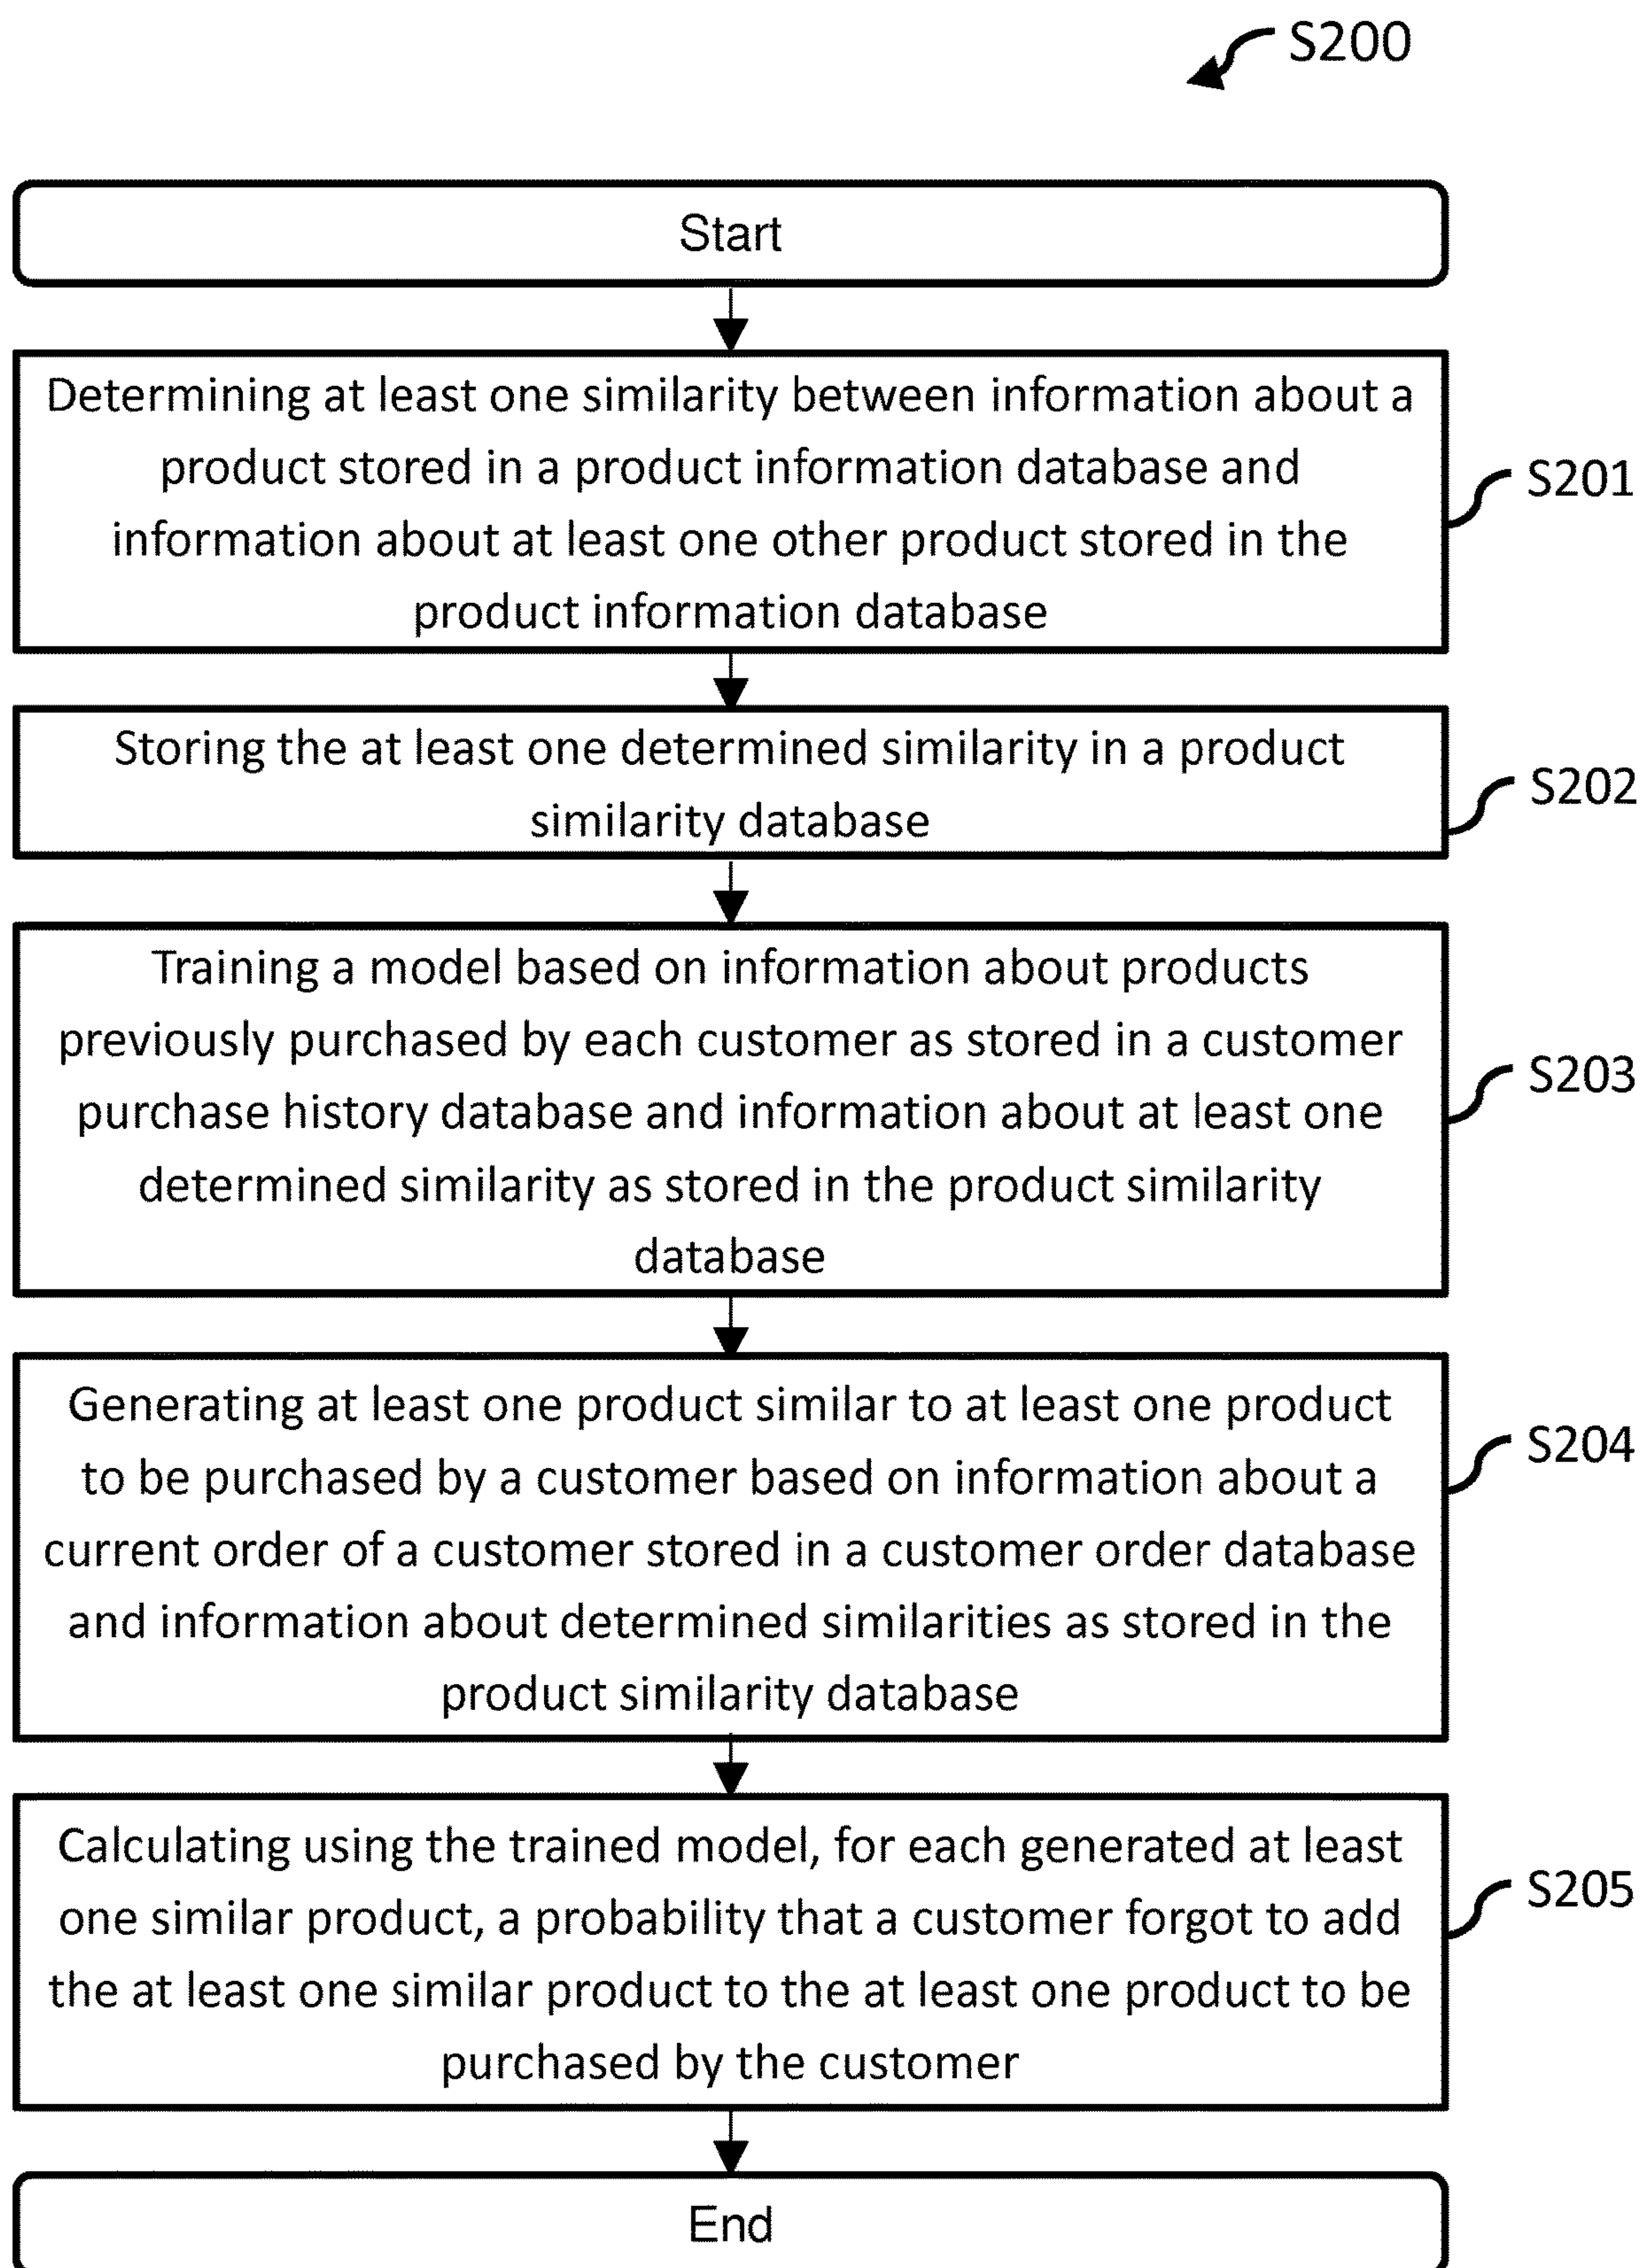 S200
Start
Determining at least one similarity between information about a
product stored in a product information database and
information about at least one other product stored in the
product information database
S201
Storing the at least one determined similarity in a product
similarity database
S202
Training a model based on information about products
previously purchased by each customer as stored in a customer
purchase history database and information about at least one
determined similarity as stored in the product similarity
database
S203
Generating at least one product similar to at least one product
to be purchased by a customer based on information about a
current order of a customer stored in a customer order database
and information about determined similarities as stored in the
product similarity database
S204
Calculating using the trained model, for each generated at least
one similar product, a probability that a customer forgot to add
the at least one similar product to the at least one product to be
purchased by the customer
S205
End